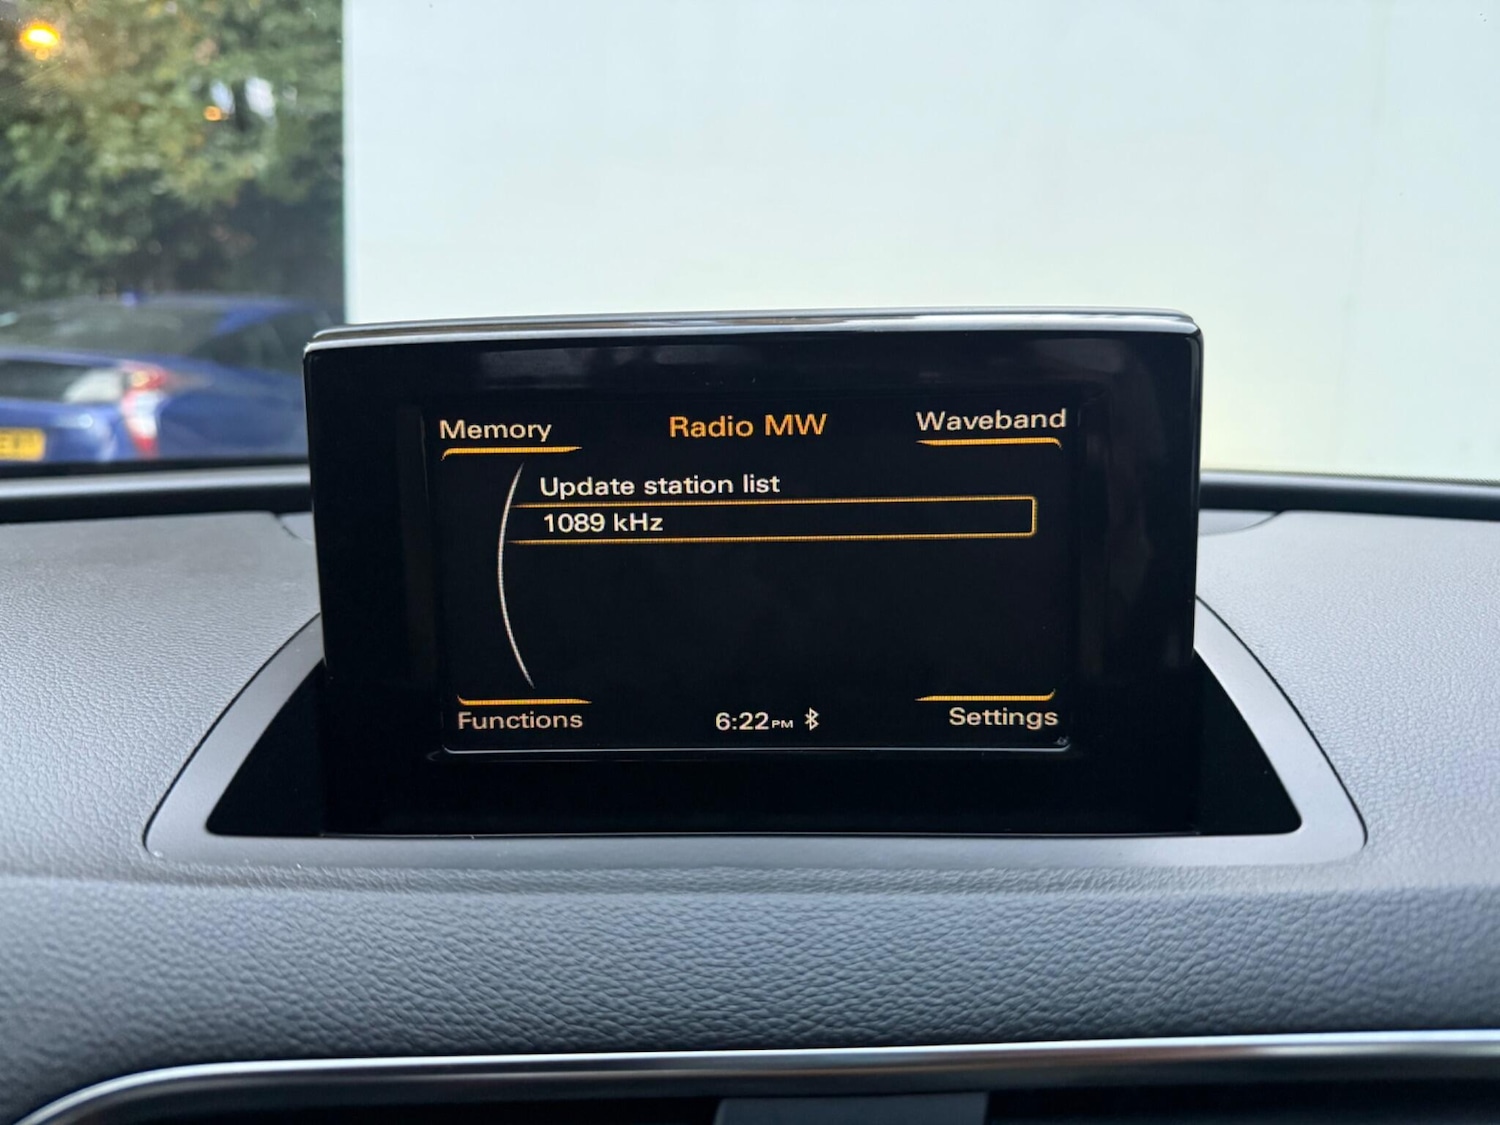 Memory Radio MW Waveband
Update station list
1089 kHz
Functions 6:22PM Settings